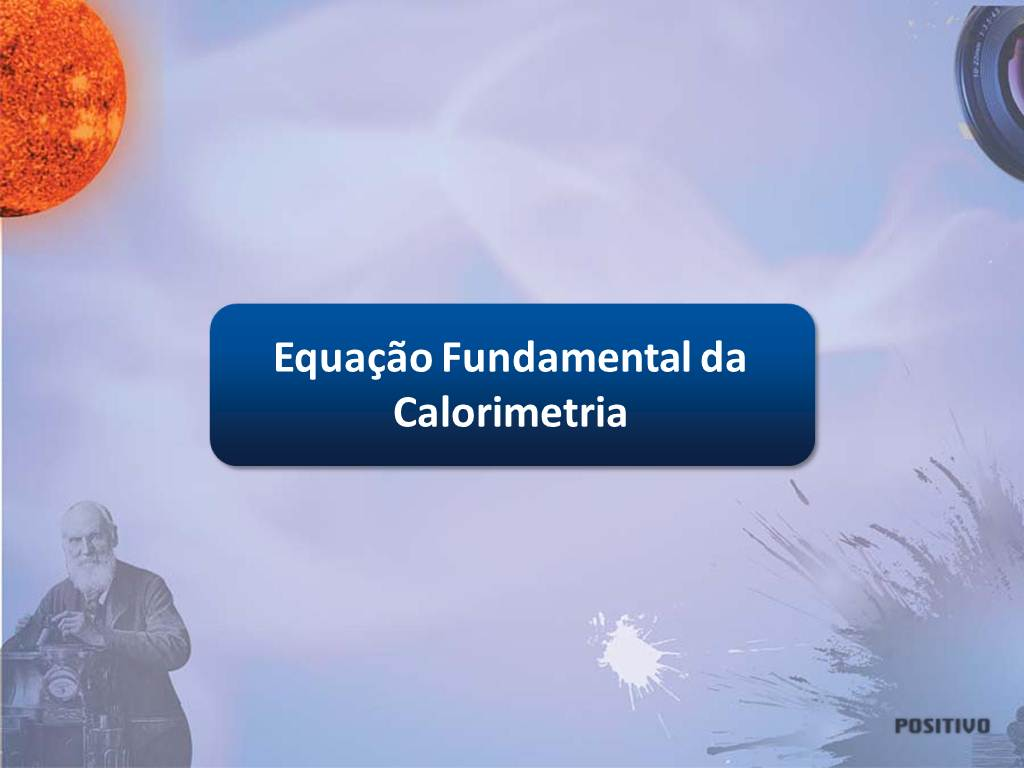 Equação Fundamental da
Calorimetria
POSITIVO